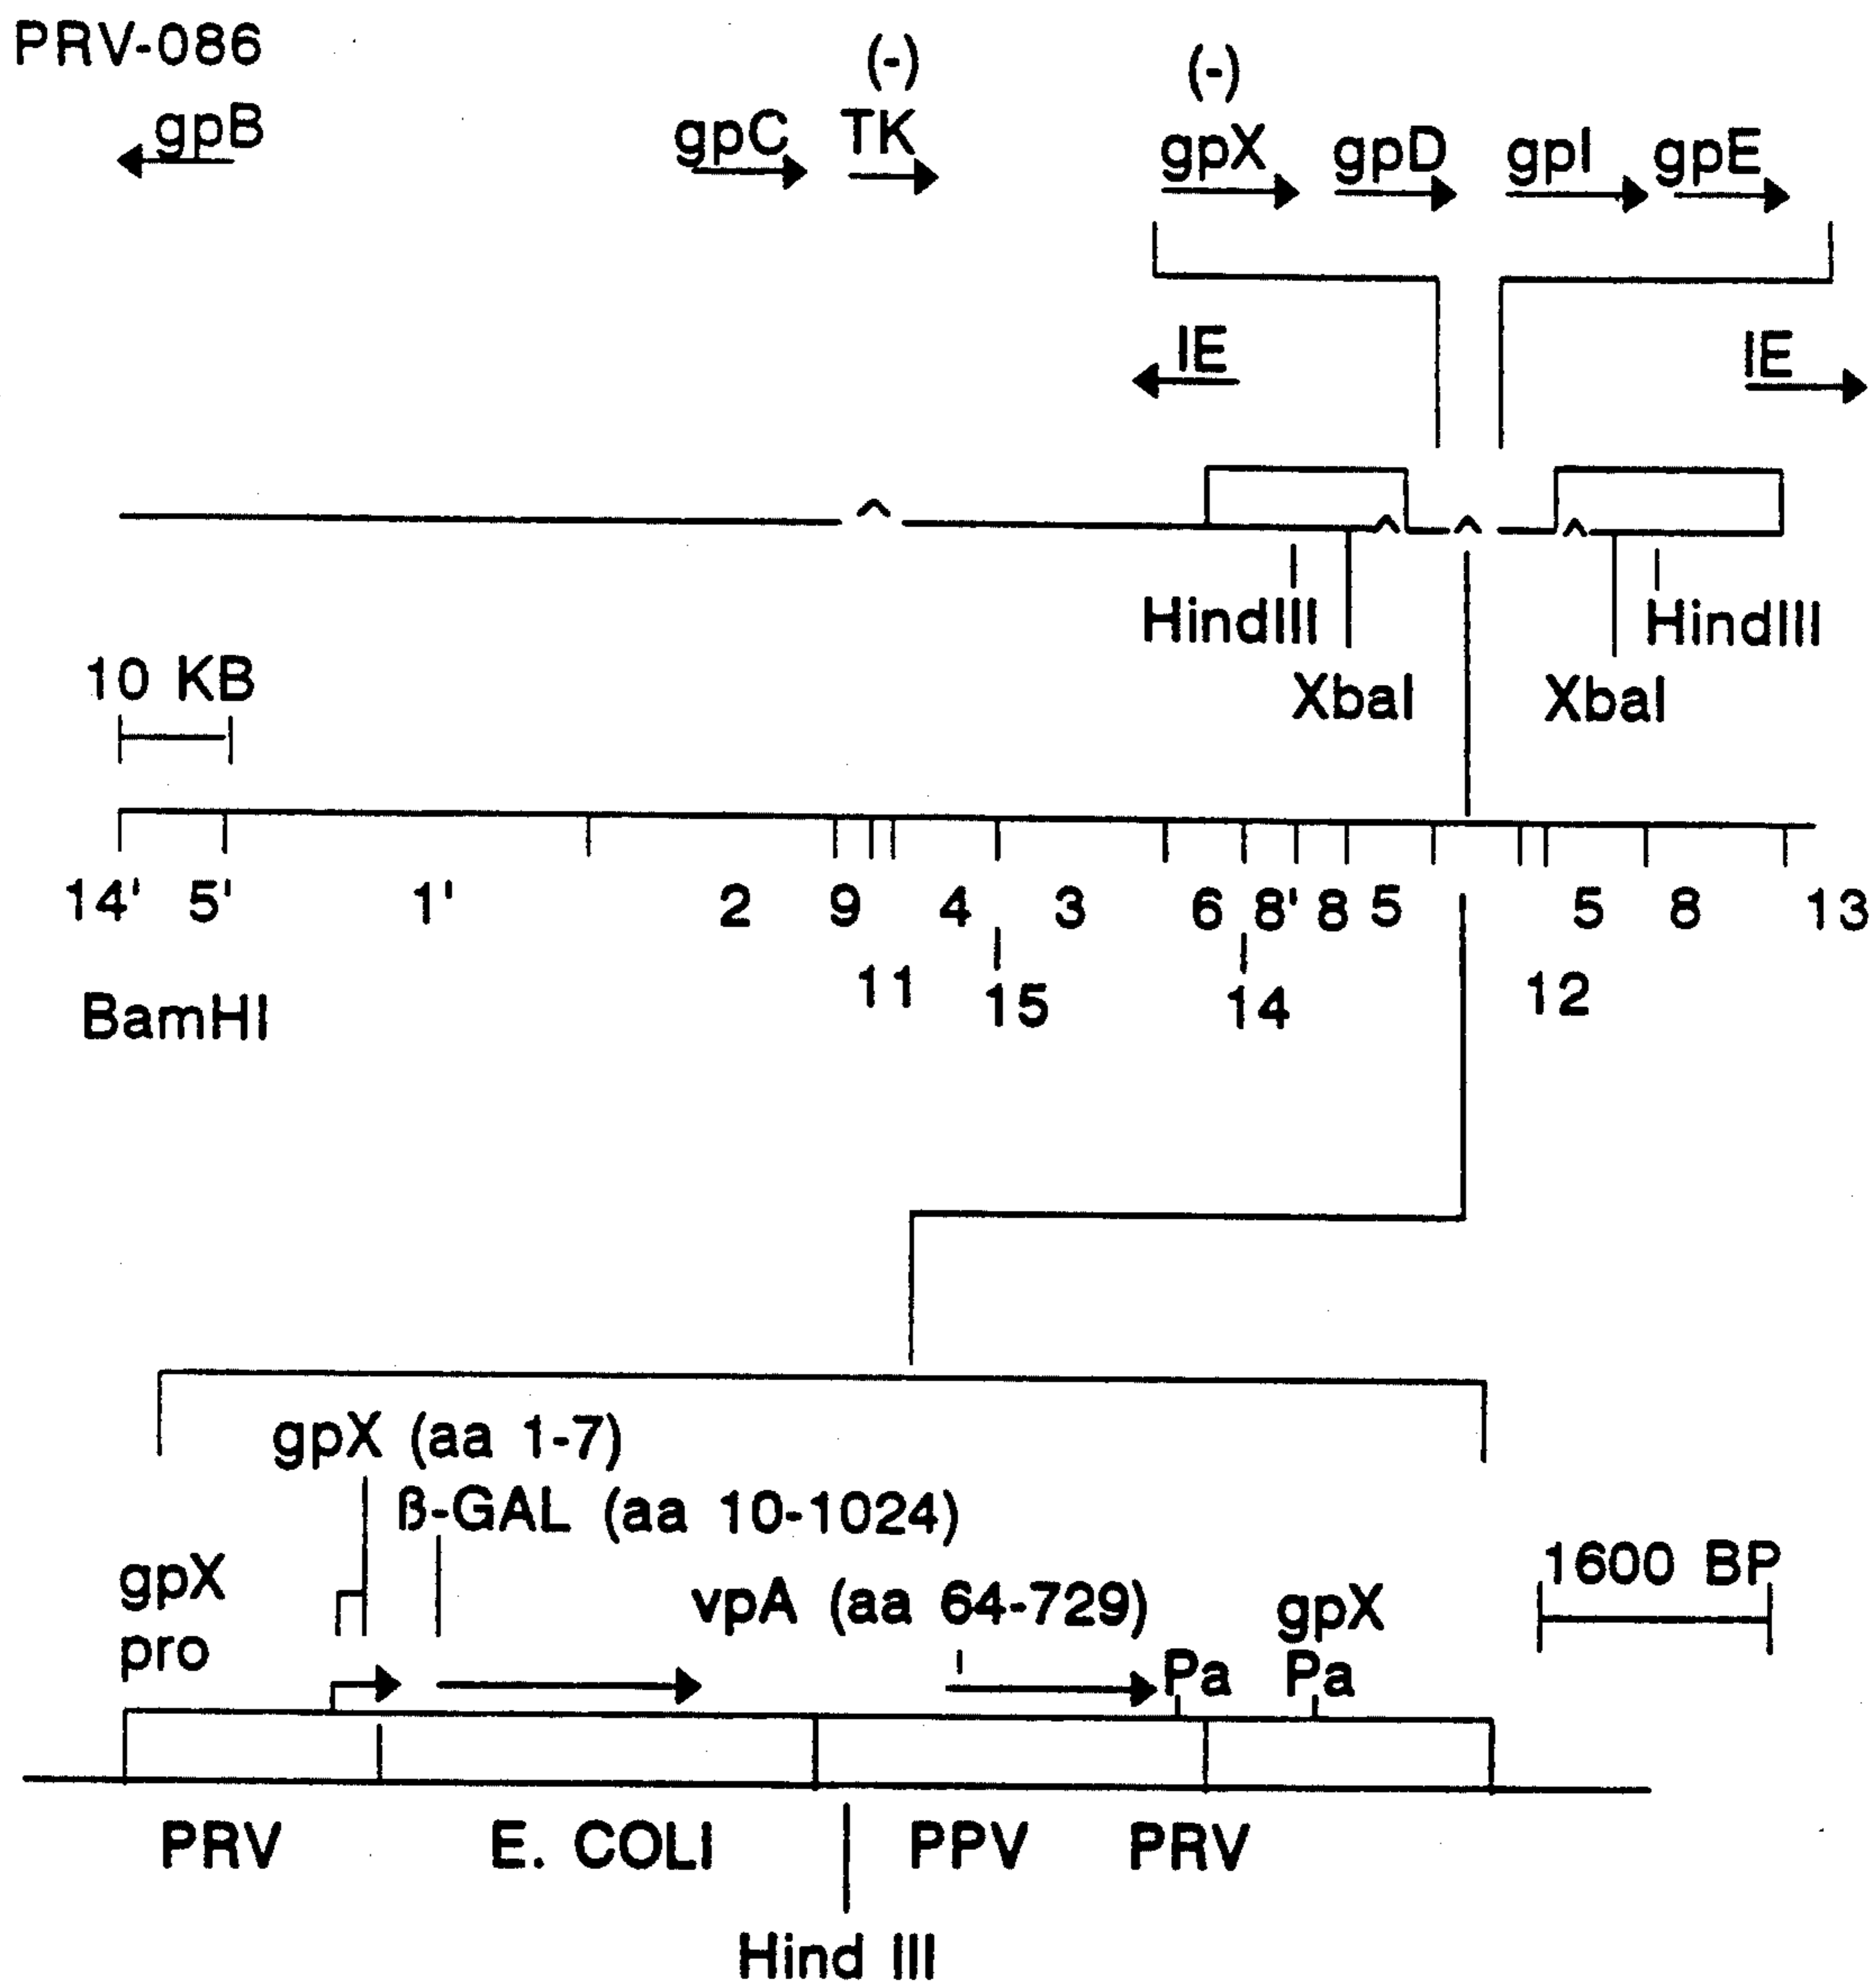 PRV-086
(-) (-)
gpB gpC TK gpX gpD gpI gpE
IE IE
HindIII HindIII
10 KB XbaI XbaI
14' 5' 1' 2 9 4 3 6 8' 8 5 5 8 13
11 15 14 12
BamHI
gpX (aa 1-7)
ß-GAL (aa 10-1024)
gpX vpA (aa 64-729) gpX 1600 BP
pro Pa Pa
PRV E. COLI PPV PRV
Hind III